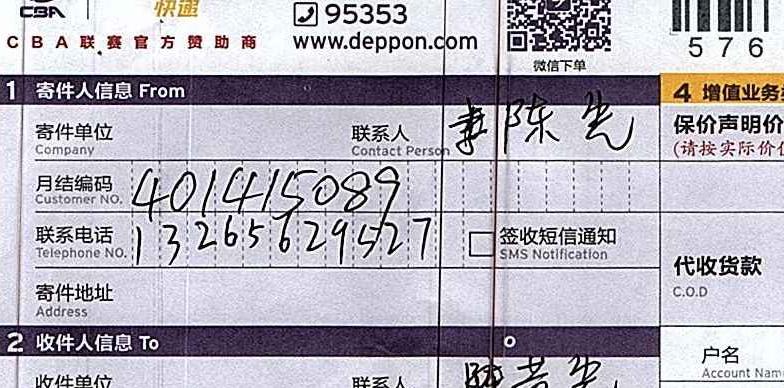 CBA 快递 95353
CBA联赛官方赞助商 www.deppon.com
微信下单
576
1 寄件人信息 From
4 增值业务
寄件单位 Company
联系人 Contact Person 陈先
保价声明价
(请按实际价
月结编码 Customer NO. 401415089
联系电话 Telephone NO. 13265629527
签收短信通知 SMS Notification
代收货款 C.O.D
寄件地址 Address
2 收件人信息 To
户名 Account Nam
收件单位
联系人